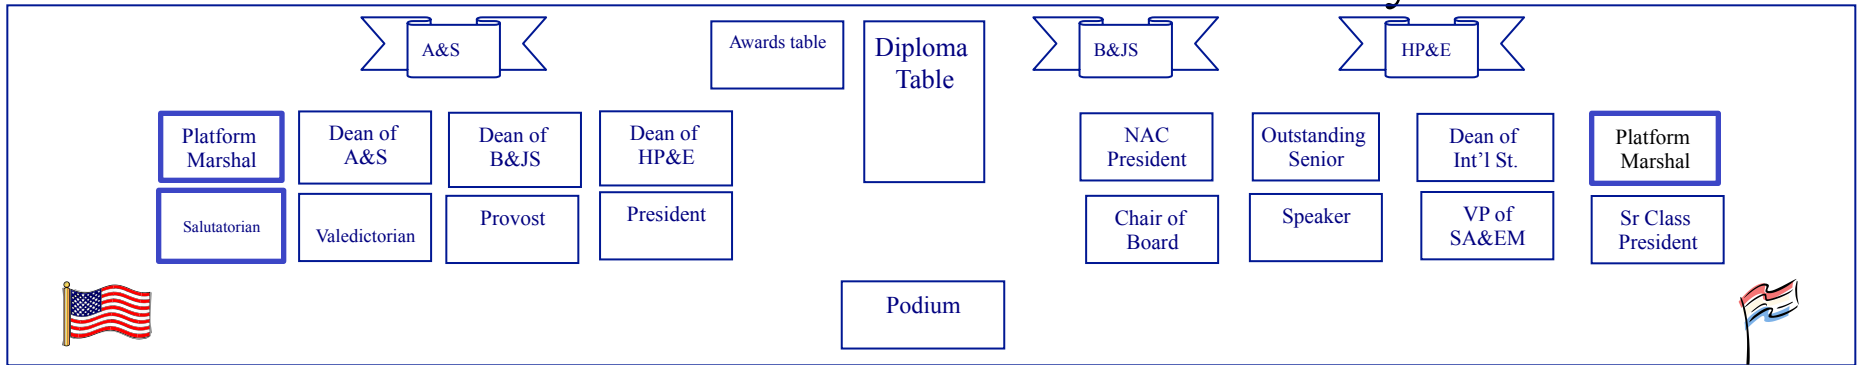 A&S
Awards table
Diploma
Table
B&JS
HP&E
Platform
Marshal
Dean of
A&S
Dean of
B&JS
Dean of
HP&E
NAC
President
Outstanding
Senior
Dean of
Int'l St.
Platform
Marshal
Salutatorian
Valedictorian
Provost
President
Chair of
Board
Speaker
VP of
SA&EM
Sr Class
President
Podium